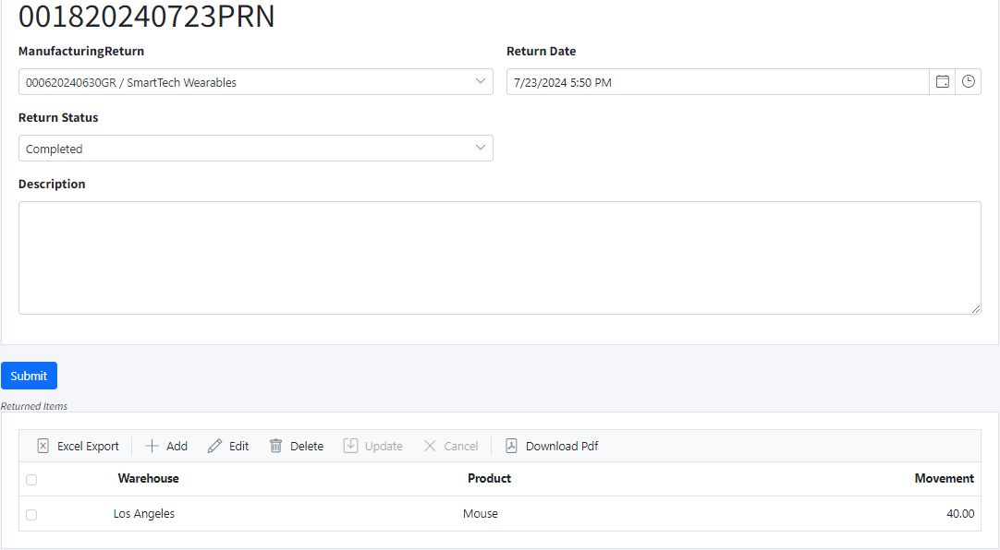 001820240723PRN
ManufacturingReturn Return Date
000620240630GR / SmartTech Wearables 7/23/2024 5:50 PM
Return Status
Completed
Description
Submit
Returned Items
Excel Export Add Edit Delete Update Cancel Download Pdf
Warehouse Product Movement
Los Angeles Mouse 40.00